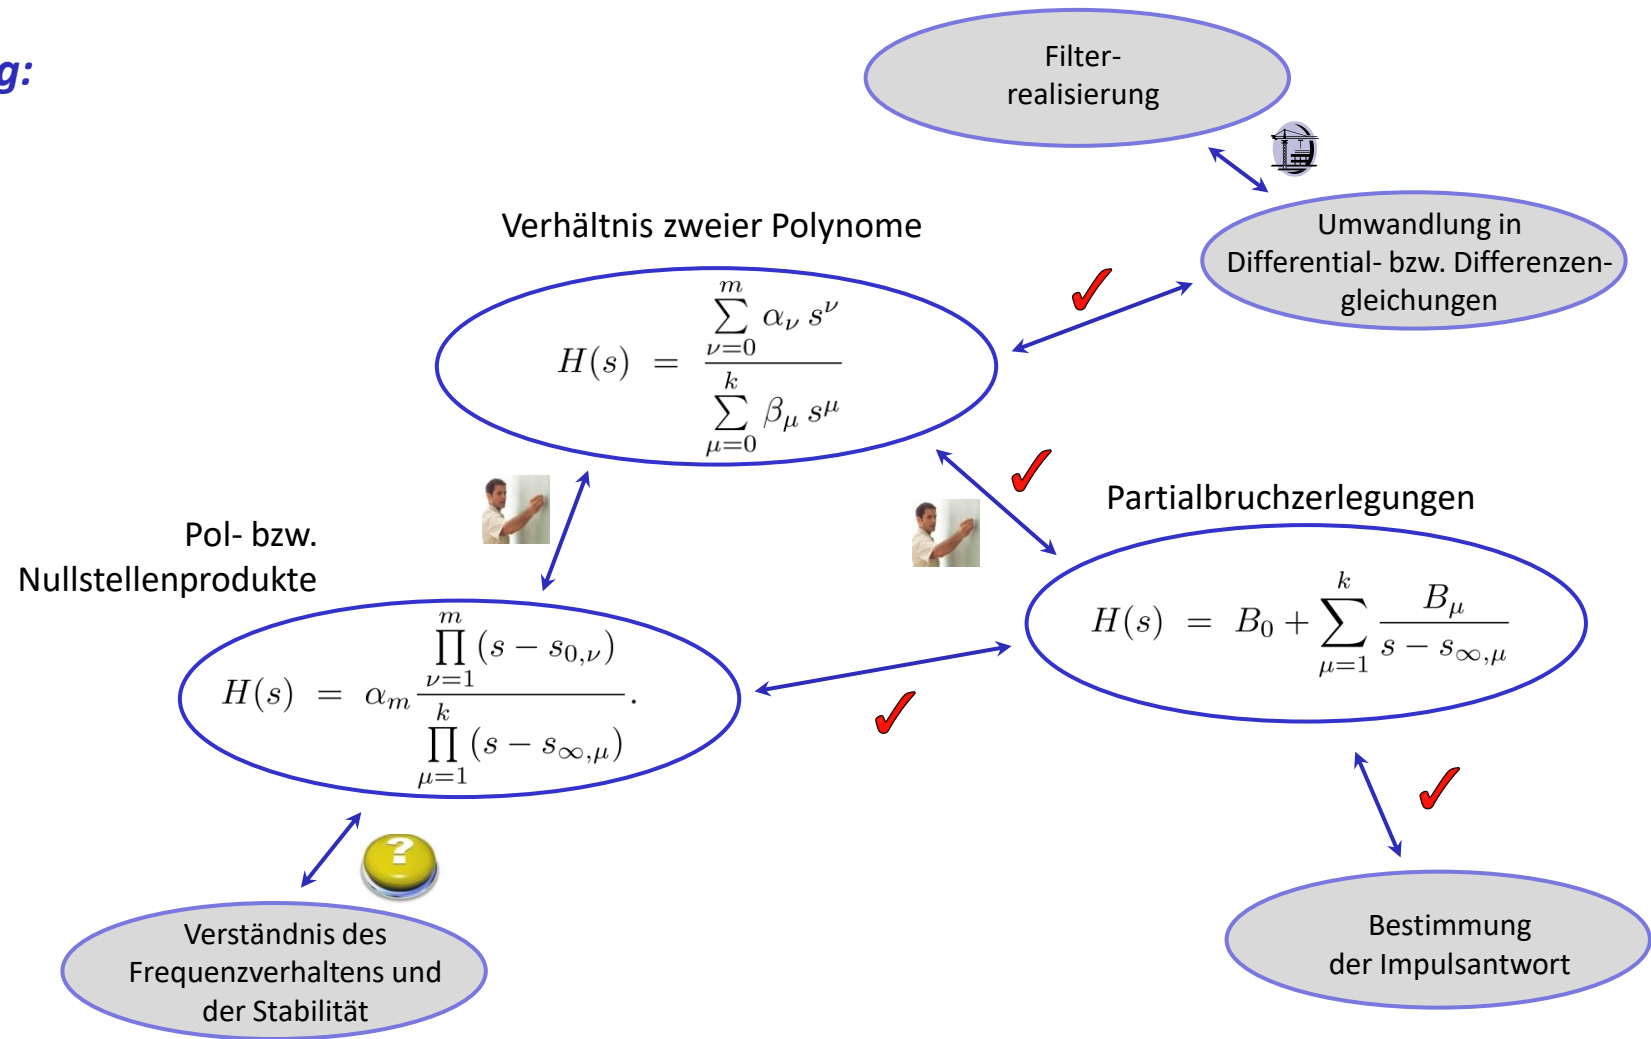 g:
Filter-
realisierung
Umwandlung in
Differential- bzw. Differenzen-
gleichungen
Verhältnis zweier Polynome
H(s) = \frac{\sum_{\nu=0}^{m} \alpha_\nu s^\nu}{\sum_{\mu=0}^{k} \beta_\mu s^\mu}
Partialbruchzerlegungen
H(s) = B_0 + \sum_{\mu=1}^{k} \frac{B_\mu}{s - s_{\infty,\mu}}
Pol- bzw.
Nullstellenprodukte
H(s) = \alpha_m \frac{\prod_{\nu=1}^{m} (s - s_{0,\nu})}{\prod_{\mu=1}^{k} (s - s_{\infty,\mu})}.
?
Verständnis des
Frequenzverhaltens und
der Stabilität
Bestimmung
der Impulsantwort